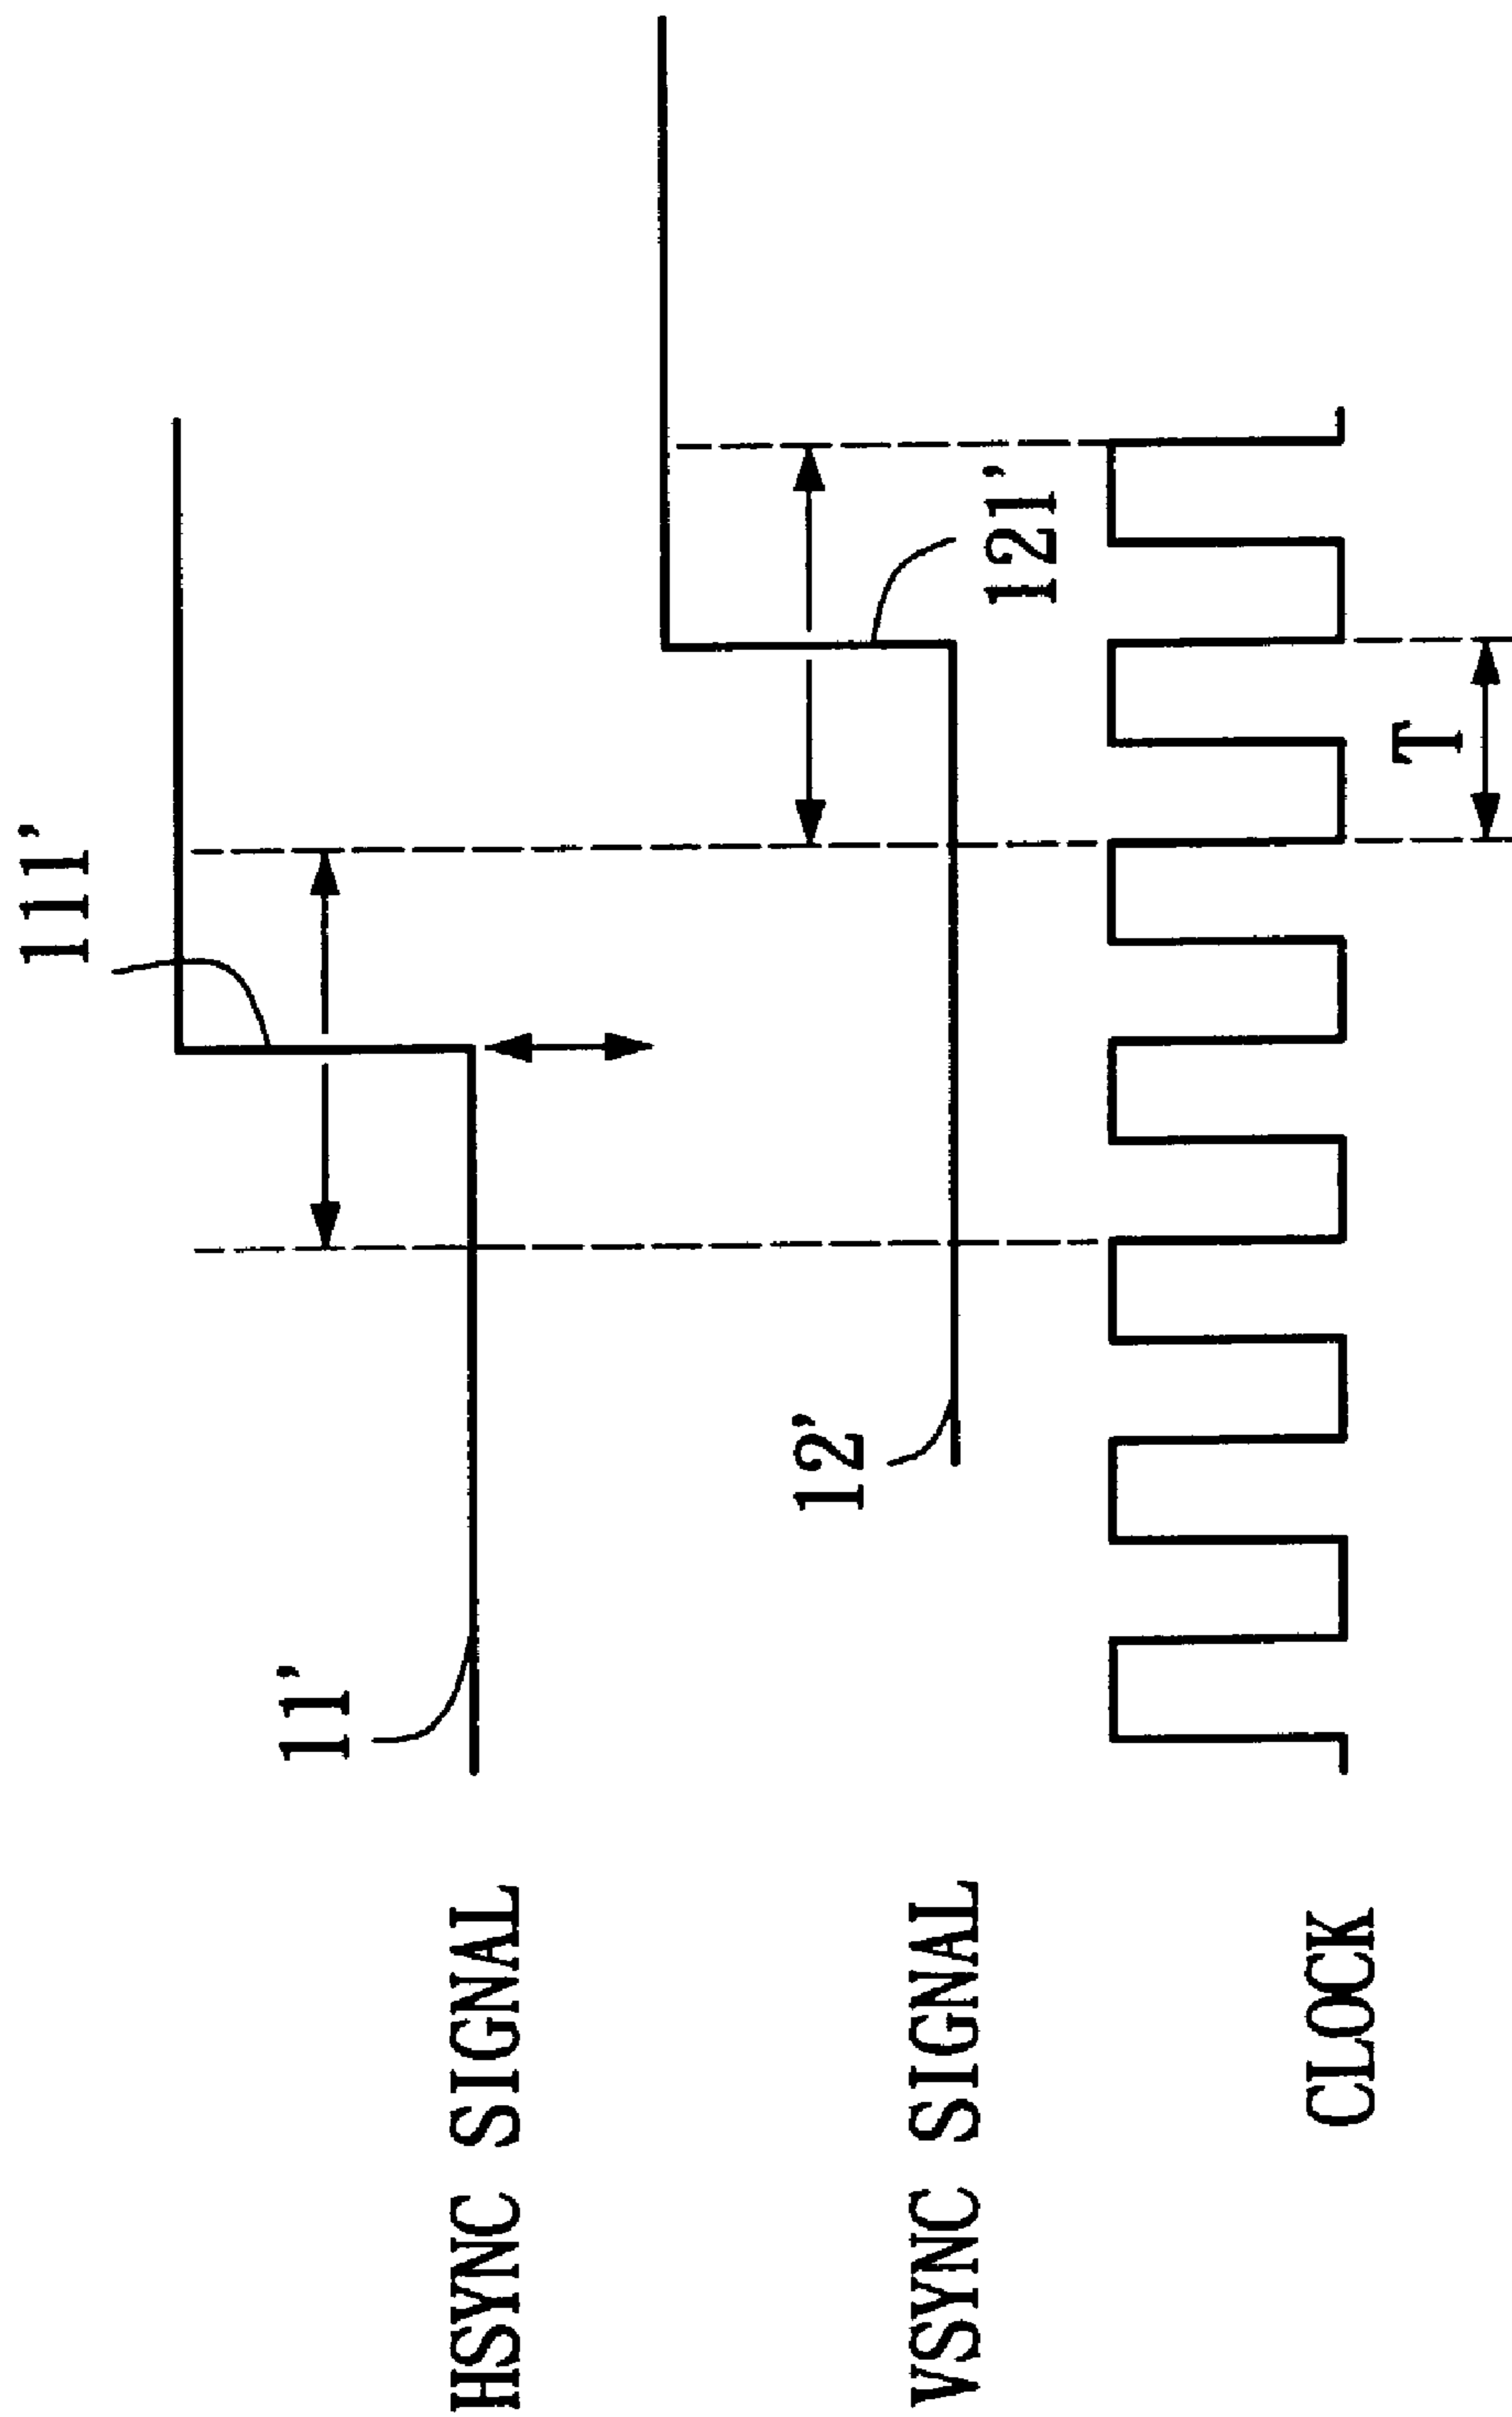 111’
11’
HSYNC SIGNAL
12’
121’
VSYNC SIGNAL
T
CLOCK